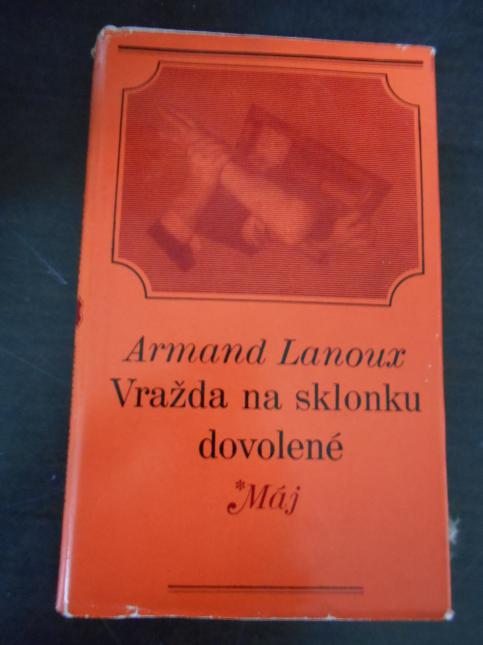 Armand Lanoux
Vražda na sklonku
dovolené
*Máj